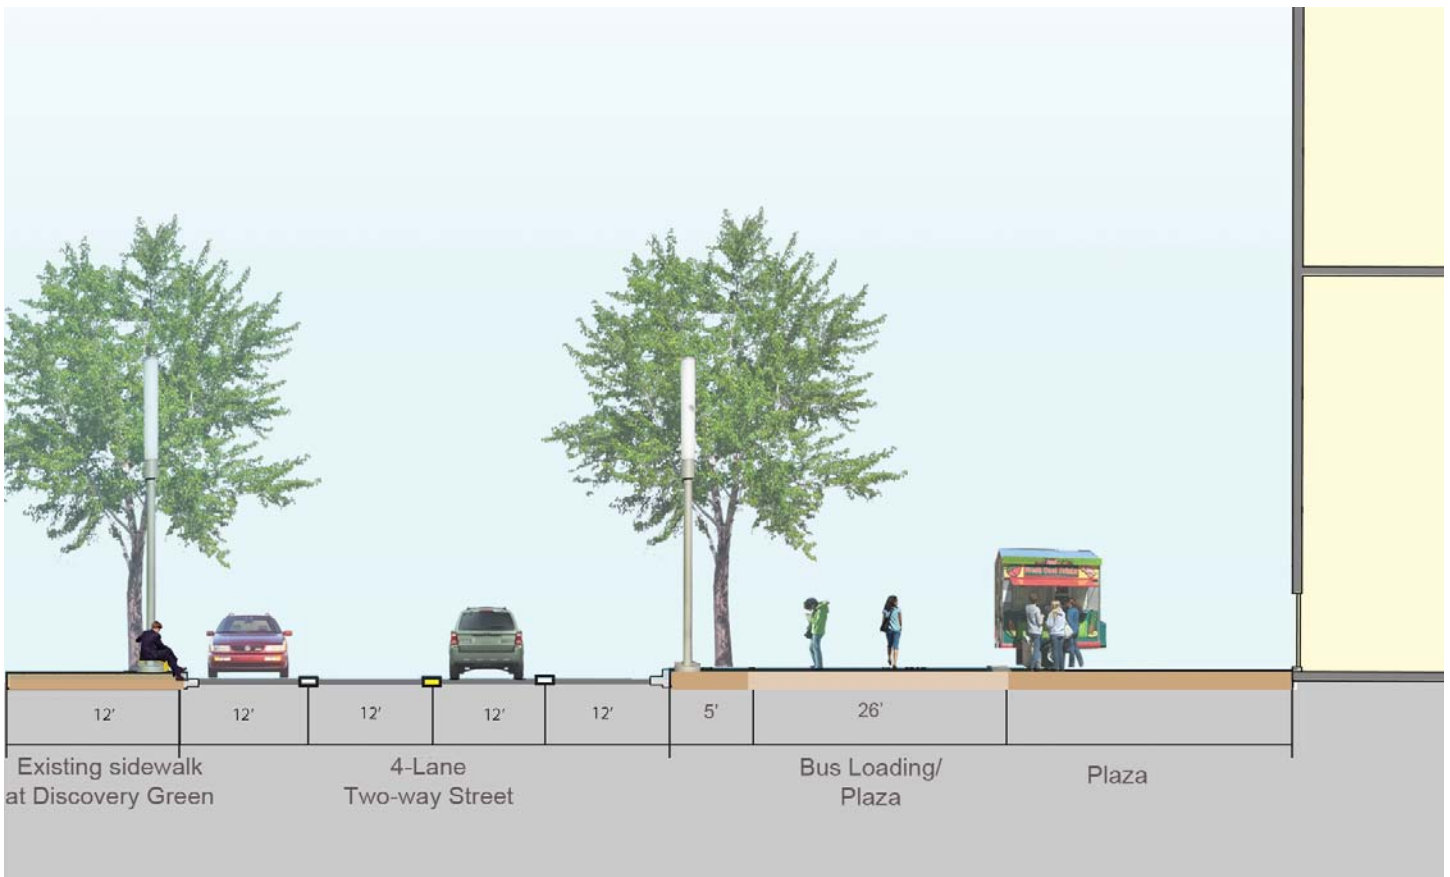 12'
12'
12'
12'
12'
5'
26'
Existing sidewalk
at Discovery Green
4-Lane
Two-way Street
Bus Loading/
Plaza
Plaza